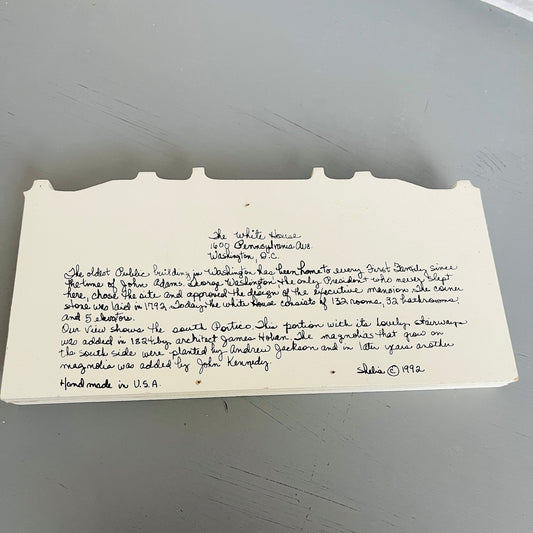 The White House
1600 Pennsylvania Ave.
Washington, D.C.
The oldest Public building in Washington has been home to every First Family since
the time of John Adams. George Washington the only President who never slept
here, chose the site and approved the design of the executive mansion. The corner
stone was laid in 1792. Today, the white house consists of 132 rooms, 32 bathrooms,
and 5 elevators.
Our View shows the south Portico. This portion with its lovely stairways
was added in 1824 by architect James Hoban. The magnolias that grow on
the south side were planted by Andrew Jackson and in later years another
magnolia was added by John Kennedy
Shelia © 1992
Hand made in U.S.A.